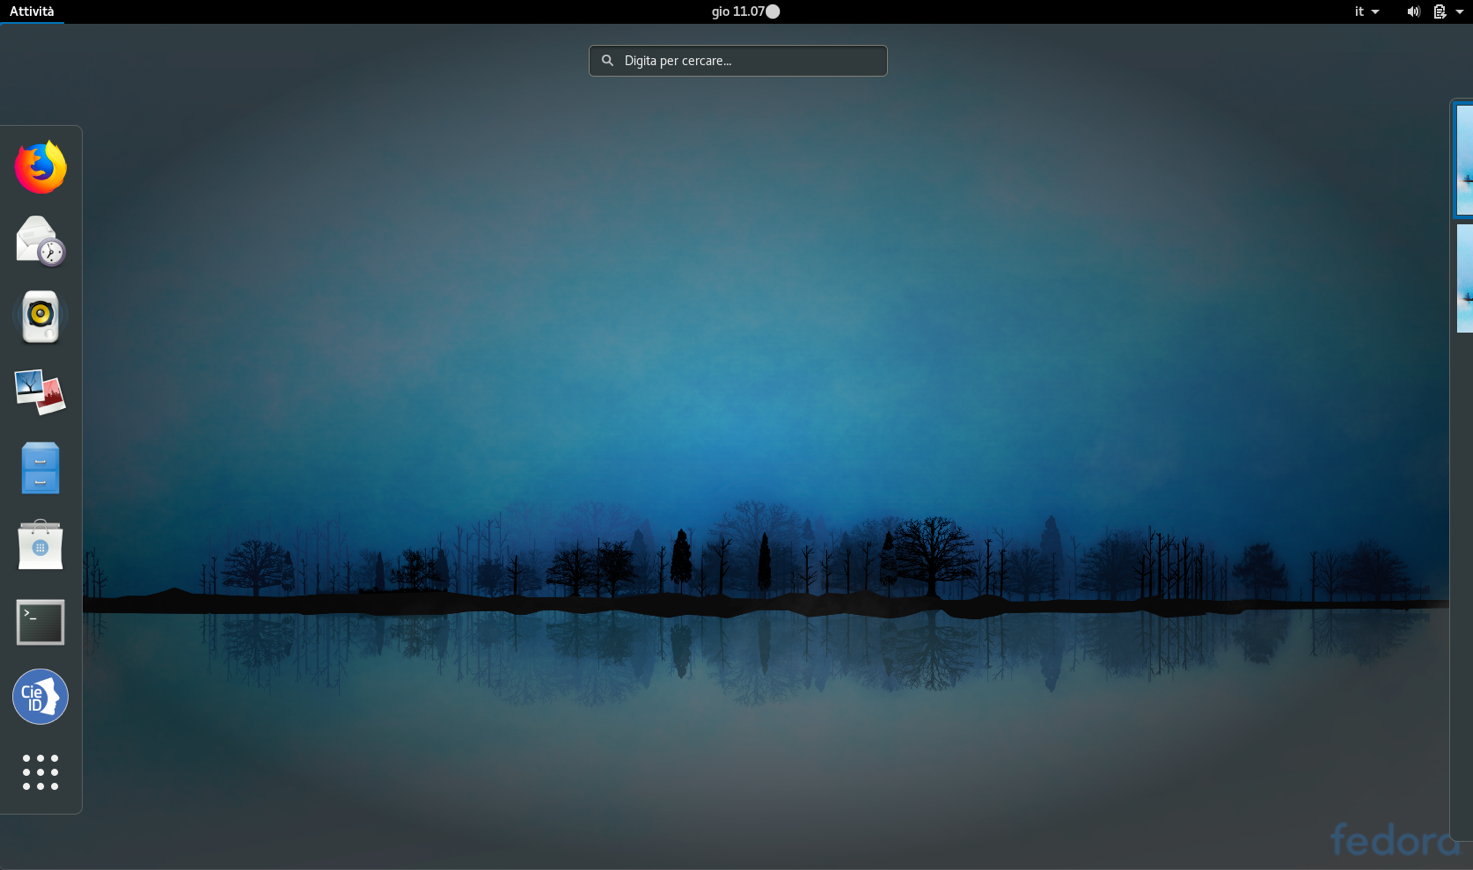 Attività
gio 11.07
it
Digita per cercare...
>_
Cie
ID
fedora